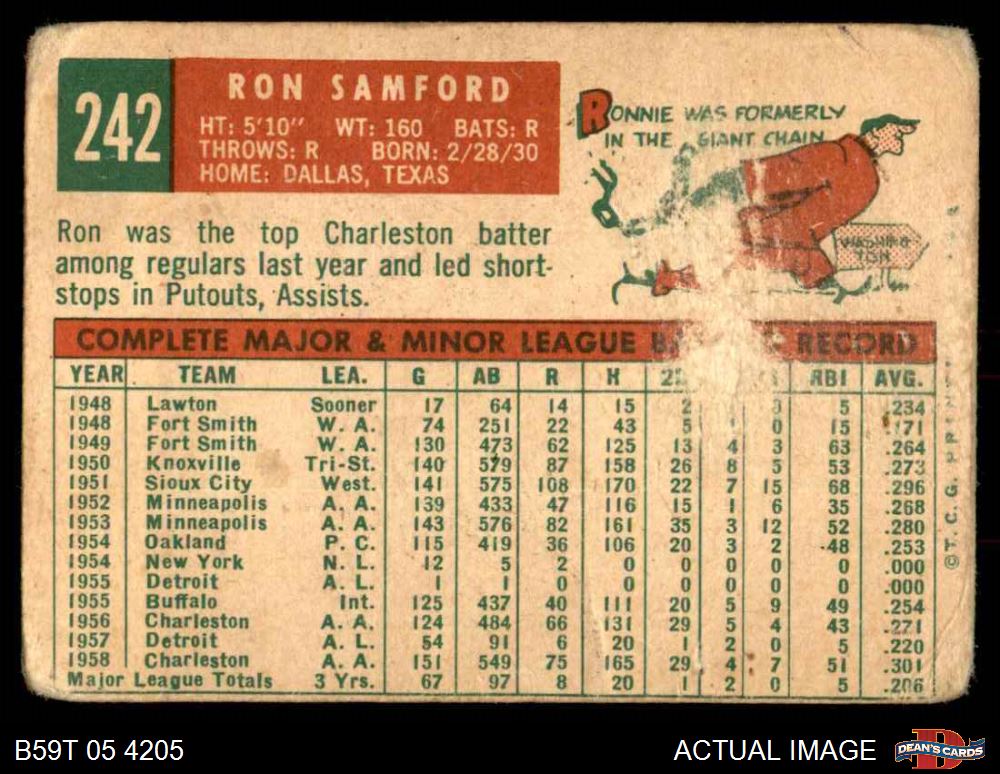 242
RON SAMFORD
HT: 5'10" WT: 160 BATS: R
THROWS: R BORN: 2/28/30
HOME: DALLAS, TEXAS
RONNIE WAS FORMERLY
IN THE GIANT CHAIN
WASHING-
TON
Ron was the top Charleston batter
among regulars last year and led short-
stops in Putouts, Assists.
COMPLETE MAJOR & MINOR LEAGUE RECORD
YEAR TEAM LEA. G AB R H RBI AVG.
1948 Lawton Sooner 17 64 14 15 2 5 .234
1948 Fort Smith W. A. 74 251 22 43 5 0 15 .171
1949 Fort Smith W. A. 130 473 62 125 13 4 3 63 .264
1950 Knoxville Tri-St. 140 579 87 158 26 8 5 53 .273
1951 Sioux City West. 141 575 108 170 22 7 15 68 .296
1952 Minneapolis A. A. 139 433 47 116 15 1 6 35 .268
1953 Minneapolis A. A. 143 576 82 161 35 3 12 52 .280
1954 Oakland P. C. 115 419 36 106 20 3 2 48 .253
1954 New York N. L. 12 5 2 0 0 0 0 0 .000
1955 Detroit A. L. 1 1 0 0 0 0 0 0 .000
1955 Buffalo Int. 125 437 40 111 20 5 9 49 .254
1956 Charleston A. A. 124 484 66 131 29 5 4 43 .271
1957 Detroit A. L. 54 91 6 20 1 2 0 5 .220
1958 Charleston A. A. 151 549 75 165 29 4 7 51 .301
Major League Totals 3 Yrs. 67 97 8 20 1 2 0 5 .206
©T. C. G.
B59T 05 4205
ACTUAL IMAGE
DEAN'S CARDS